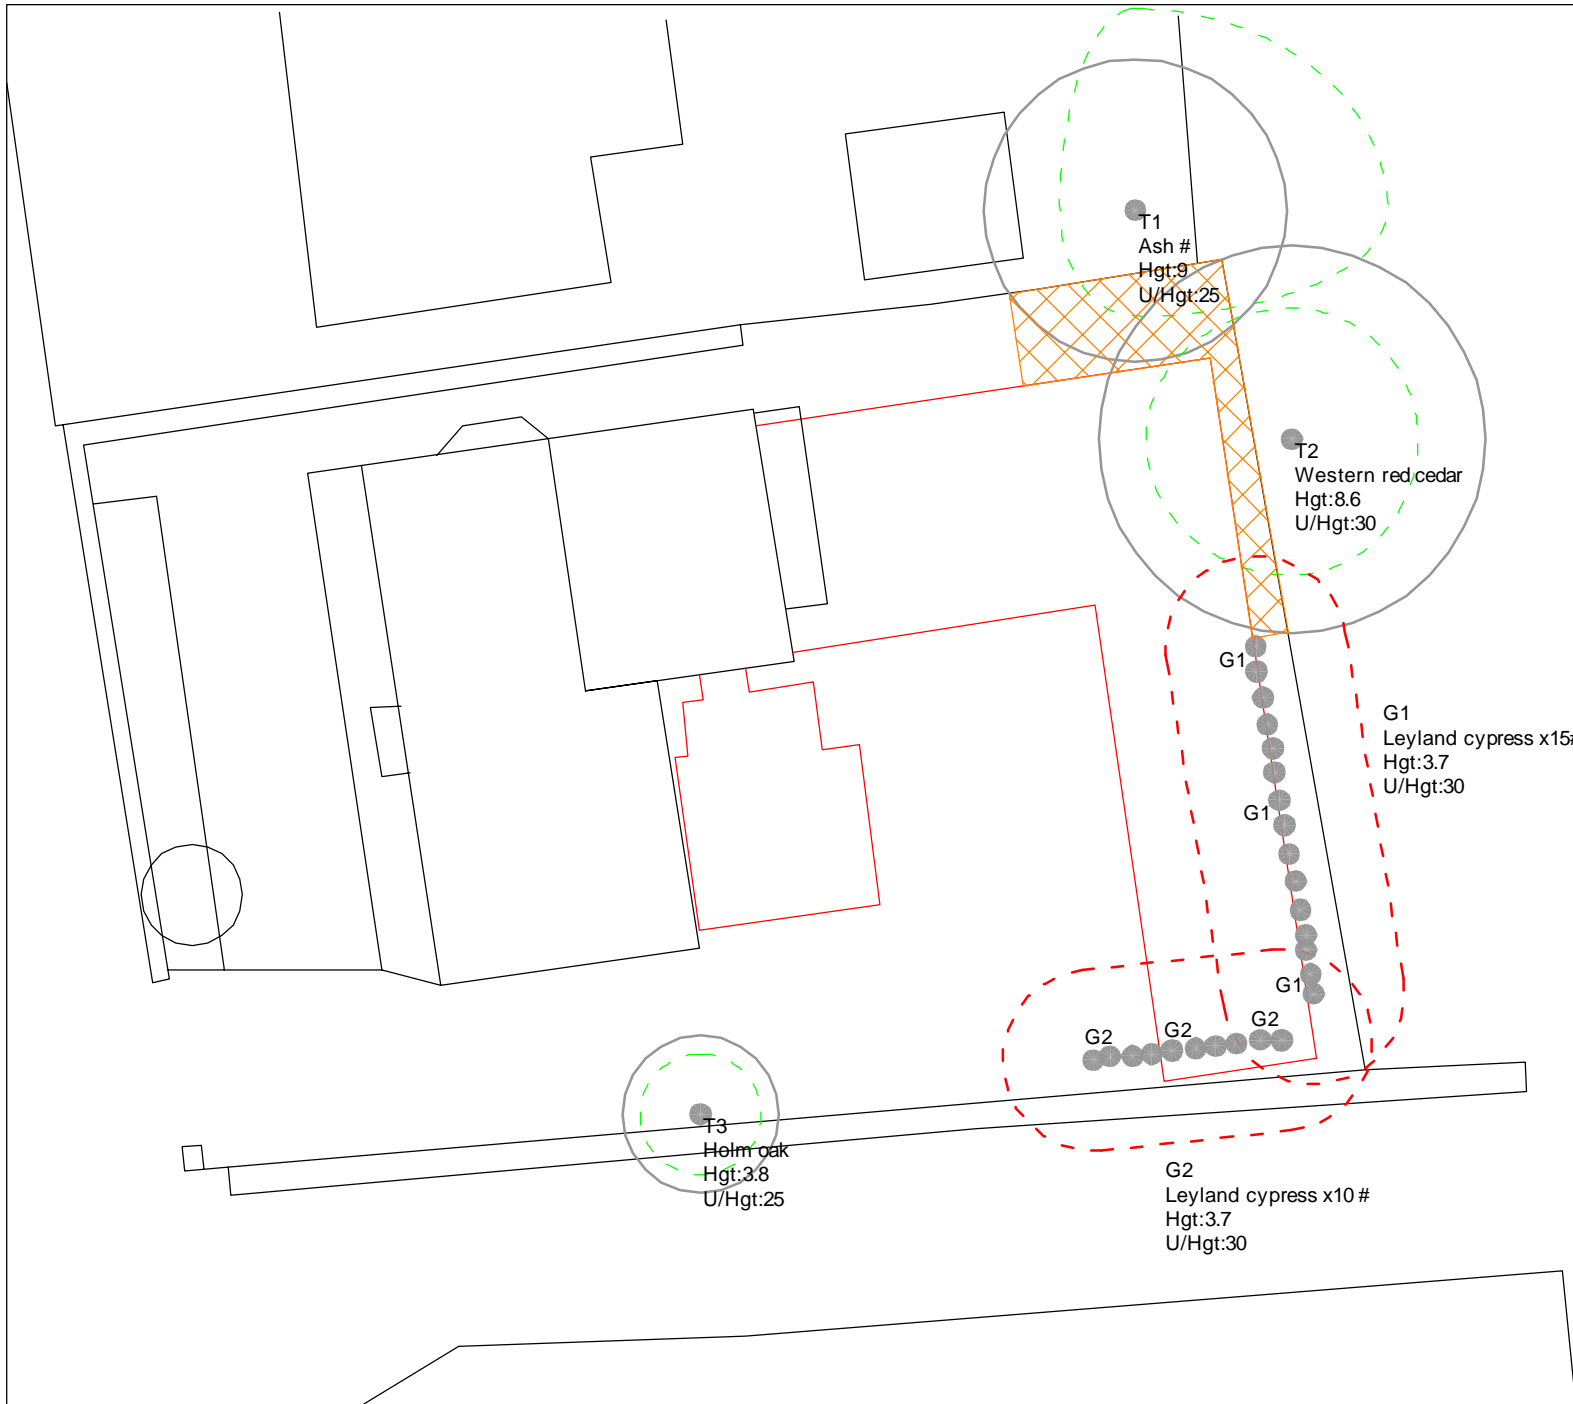 T1
Ash #
Hgt:9
U/Hgt:25
T2
Western red cedar
Hgt:8.6
U/Hgt:30
G1
G1
Leyland cypress x15#
Hgt:3.7
U/Hgt:30
G1
G1
G2
G2
G2
T3
Holm oak
Hgt:3.8
U/Hgt:25
G2
Leyland cypress x10 #
Hgt:3.7
U/Hgt:30